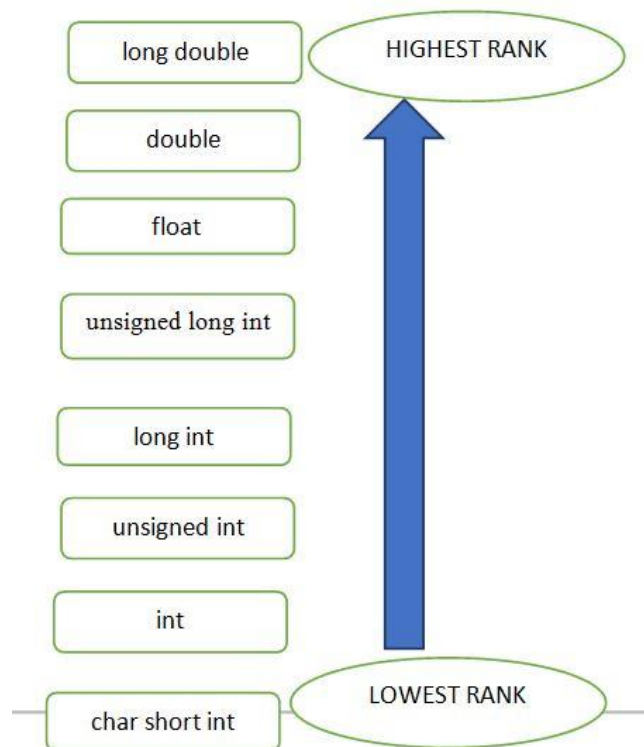 long double
HIGHEST RANK
double
float
unsigned long int
long int
unsigned int
int
LOWEST RANK
char short int